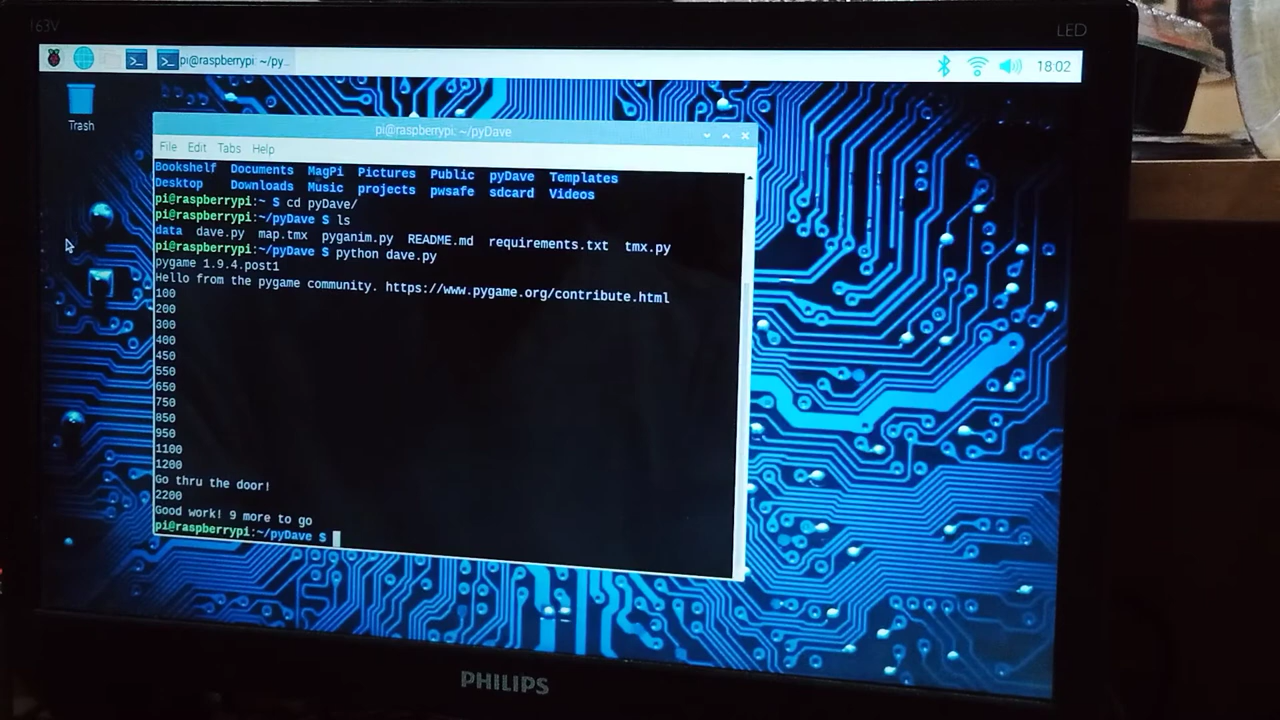 163V
LED
pi@raspberrypi: ~/py...
18:02
Trash
pi@raspberrypi: ~/pyDave
File Edit Tabs Help
Bookshelf Documents MagPi Pictures Public pyDave Templates
Desktop Downloads Music projects pwsafe sdcard Videos
pi@raspberrypi:~ $ cd pyDave/
pi@raspberrypi:~/pyDave $ ls
data dave.py map.tmx pyganim.py README.md requirements.txt tmx.py
pi@raspberrypi:~/pyDave $ python dave.py
pygame 1.9.4.post1
Hello from the pygame community. https://www.pygame.org/contribute.html
100
200
300
400
450
550
650
750
850
950
1100
1200
Go thru the door!
2200
Good work! 9 more to go
pi@raspberrypi:~/pyDave $
PHILIPS